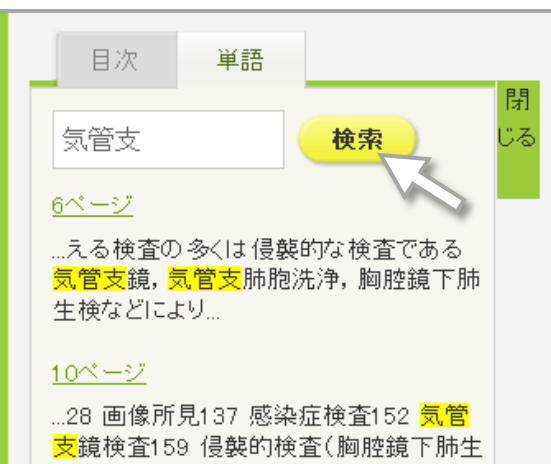 目次
単語
閉
じる
気管支
検索
6ページ
...える検査の多くは侵襲的な検査である
気管支鏡，気管支肺胞洗浄，胸腔鏡下肺
生検などにより...
10ページ
...28 画像所見137 感染症検査152 気管
支鏡検査159 侵襲的検査(胸腔鏡下肺生